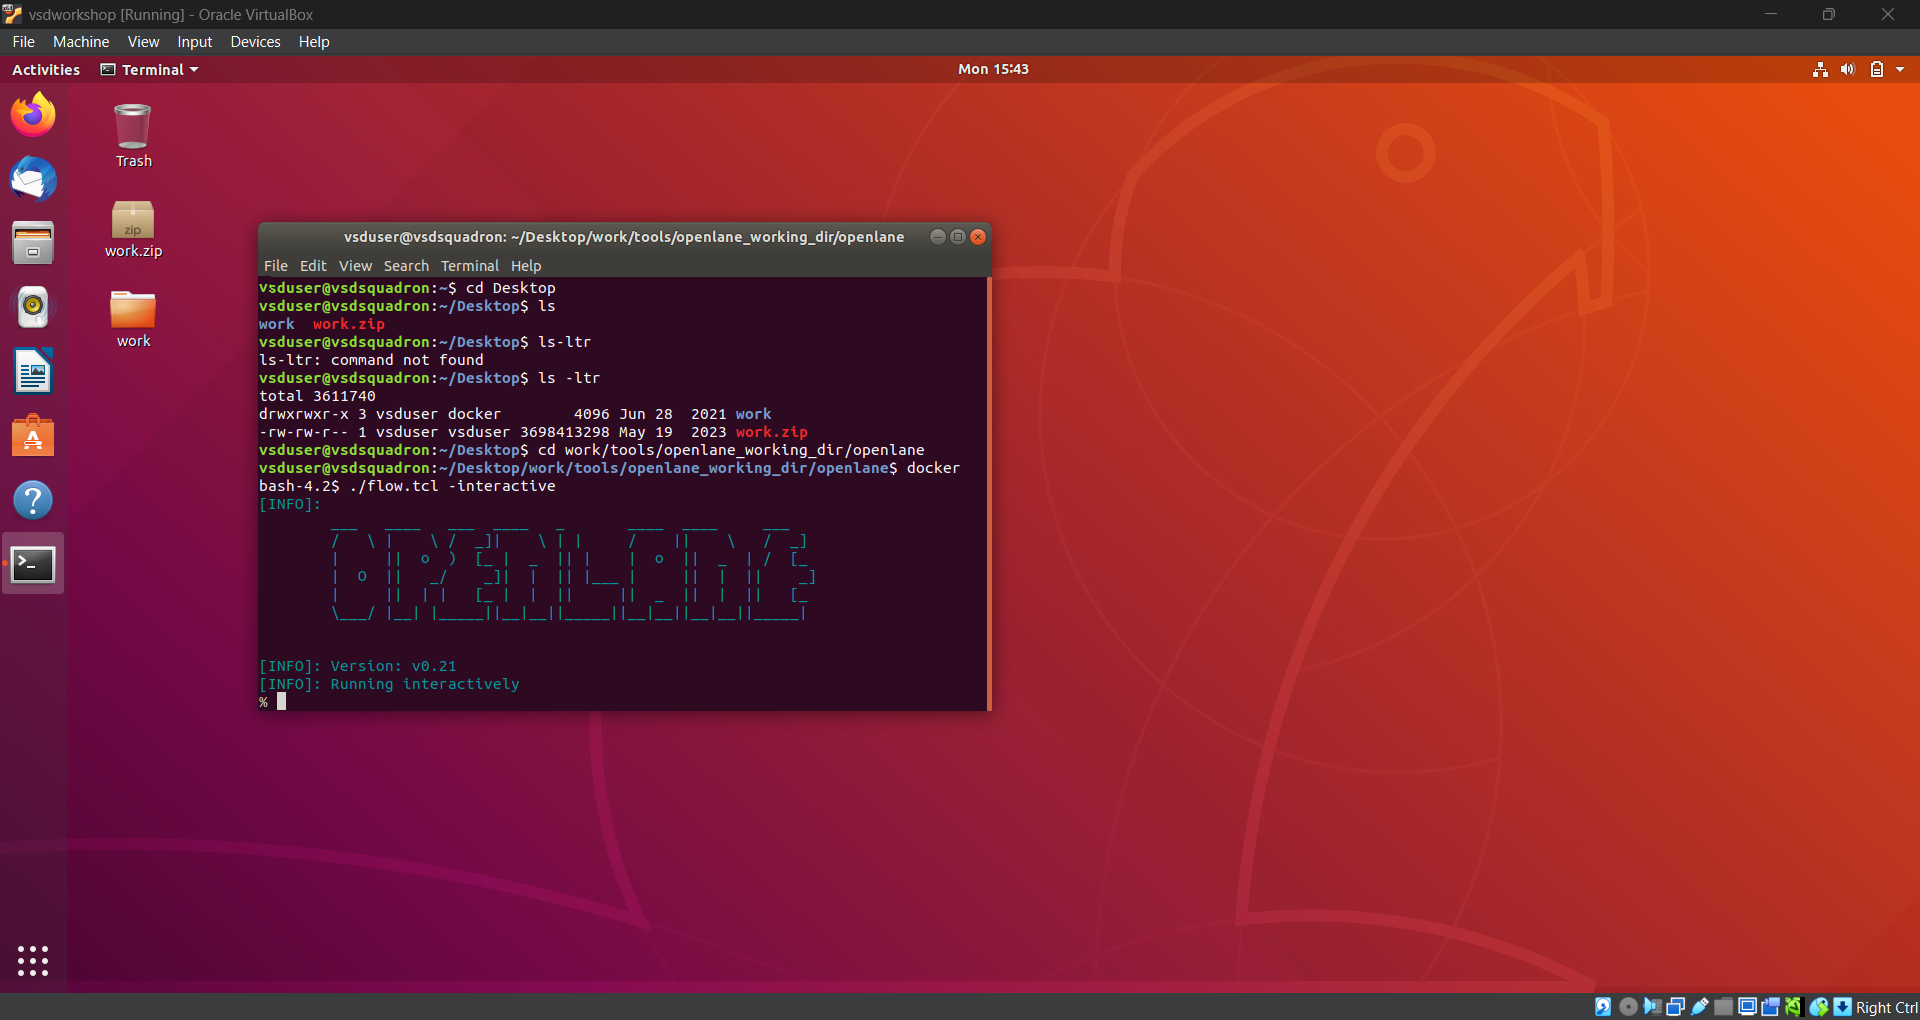 vsdworkshop [Running] - Oracle VirtualBox
File Machine View Input Devices Help
Activities Terminal Mon 15:43
Trash
zip
work.zip
work
vsduser@vsdsquadron: ~/Desktop/work/tools/openlane_working_dir/openlane
File Edit View Search Terminal Help
vsduser@vsdsquadron:~$ cd Desktop
vsduser@vsdsquadron:~/Desktop$ ls
work  work.zip
vsduser@vsdsquadron:~/Desktop$ ls-ltr
ls-ltr: command not found
vsduser@vsdsquadron:~/Desktop$ ls -ltr
total 3611740
drwxrwxr-x 3 vsduser docker        4096 Jun 28  2021 work
-rw-rw-r-- 1 vsduser vsduser 3698413298 May 19  2023 work.zip
vsduser@vsdsquadron:~/Desktop$ cd work/tools/openlane_working_dir/openlane
vsduser@vsdsquadron:~/Desktop/work/tools/openlane_working_dir/openlane$ docker
bash-4.2$ ./flow.tcl -interactive
[INFO]:
OPENLANE
[INFO]: Version: v0.21
[INFO]: Running interactively
%
Right Ctrl